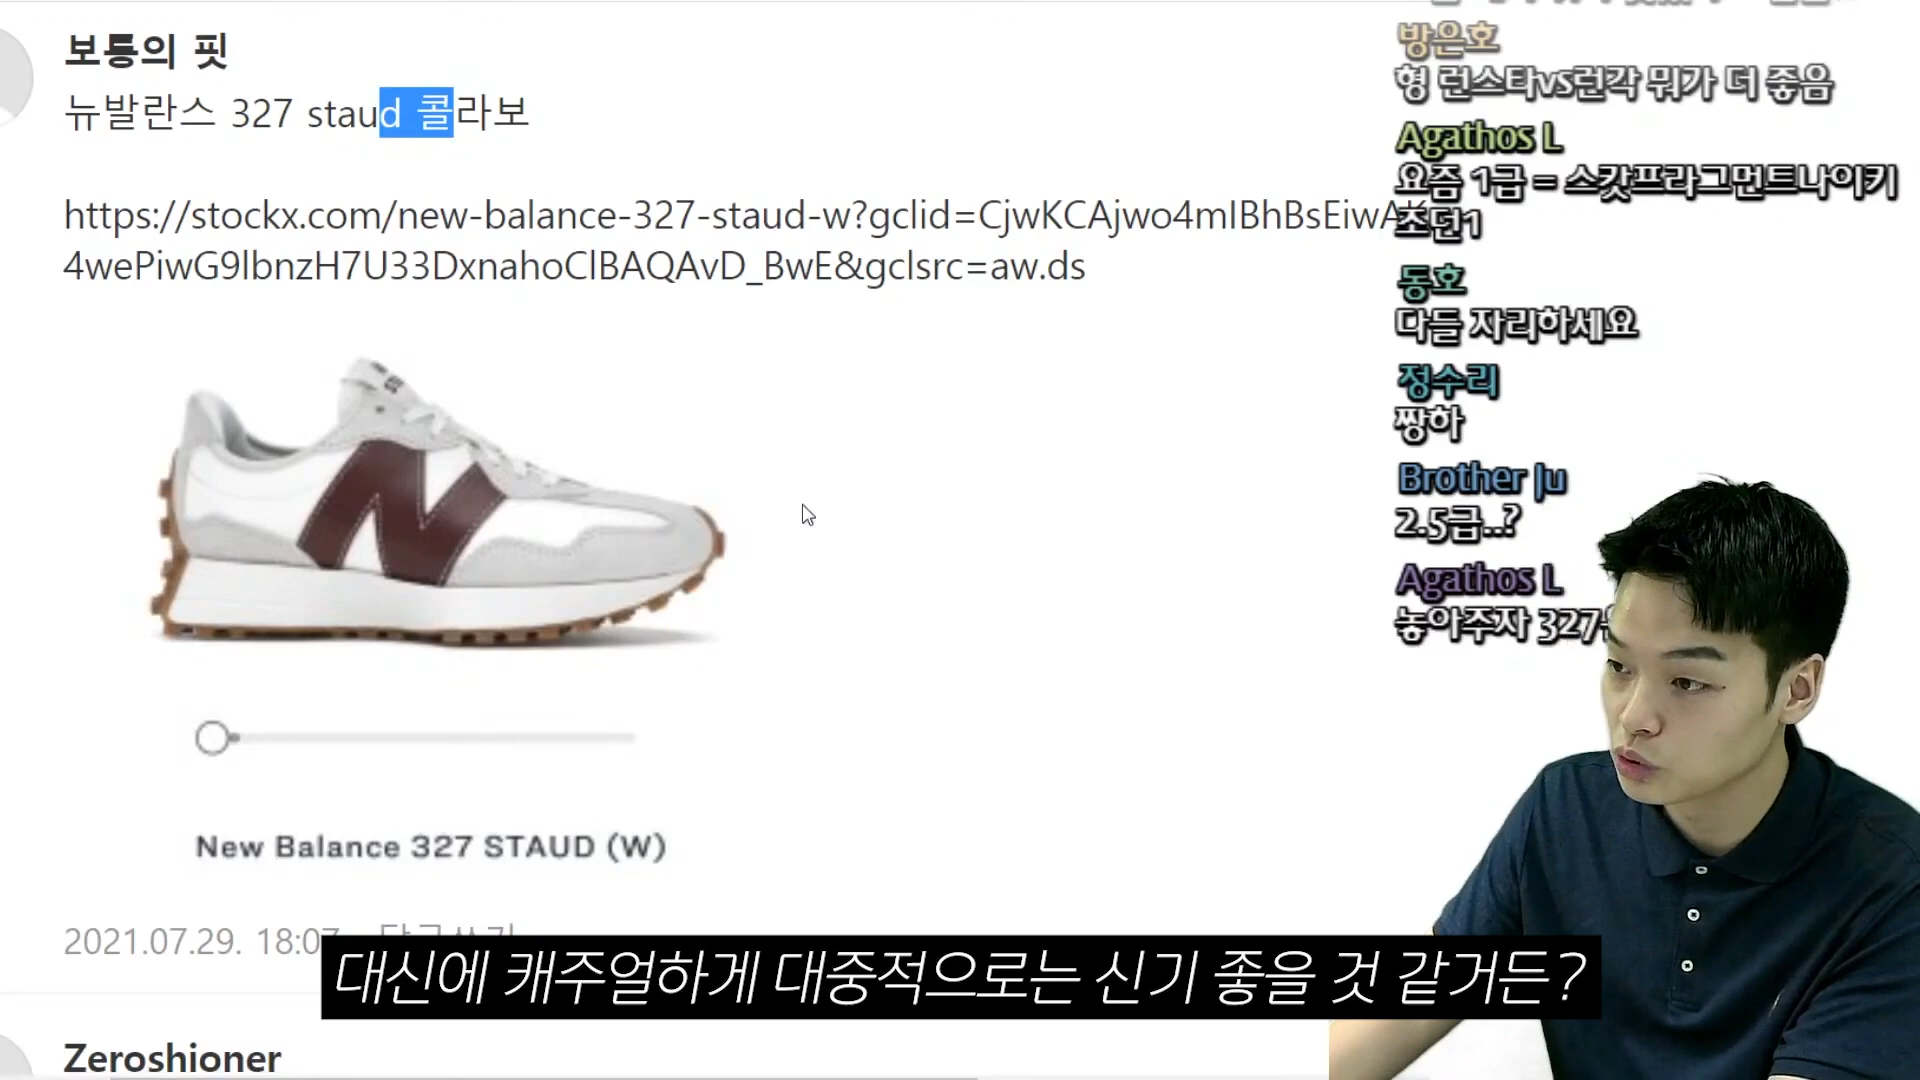 보통의 핏
뉴발란스 327 staud 콜라보
https://stockx.com/new-balance-327-staud-w?gclid=CjwKCAjwo4mIBhBsEiwAK
4wePiwG9lbnzH7U33DxnahoClBAQAvD_BwE&gclsrc=aw.ds
N
New Balance 327 STAUD (W)
2021.07.29. 18:07
Zeroshioner
방은호
형 런스타vs런각 뭐가 더 좋음
Agathos L
요즘 1급 = 스캇프라그먼트나이키
조던1
동호
다들 자리하세요
정수리
짱하
Brother Ju
2.5급..?
Agathos L
놓아주자 327
대신에 캐주얼하게 대중적으로는 신기 좋을 것 같거든?